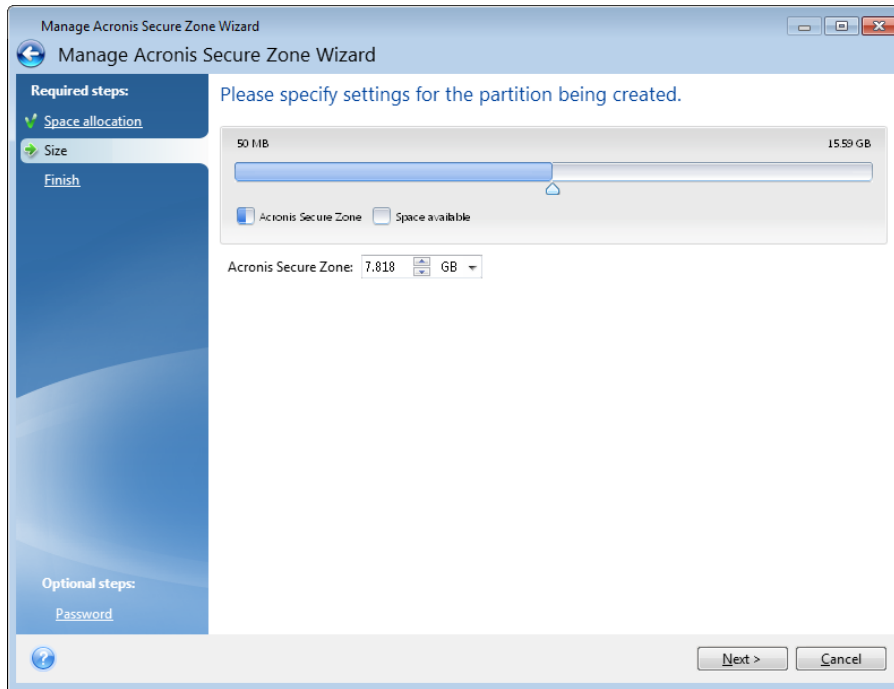 Manage Acronis Secure Zone Wizard
Manage Acronis Secure Zone Wizard
Required steps:
Space allocation
Size
Finish
Optional steps:
Password
Please specify settings for the partition being created.
50 MB 15.59 GB
Acronis Secure Zone Space available
Acronis Secure Zone: 7.818 GB
?
Next > Cancel